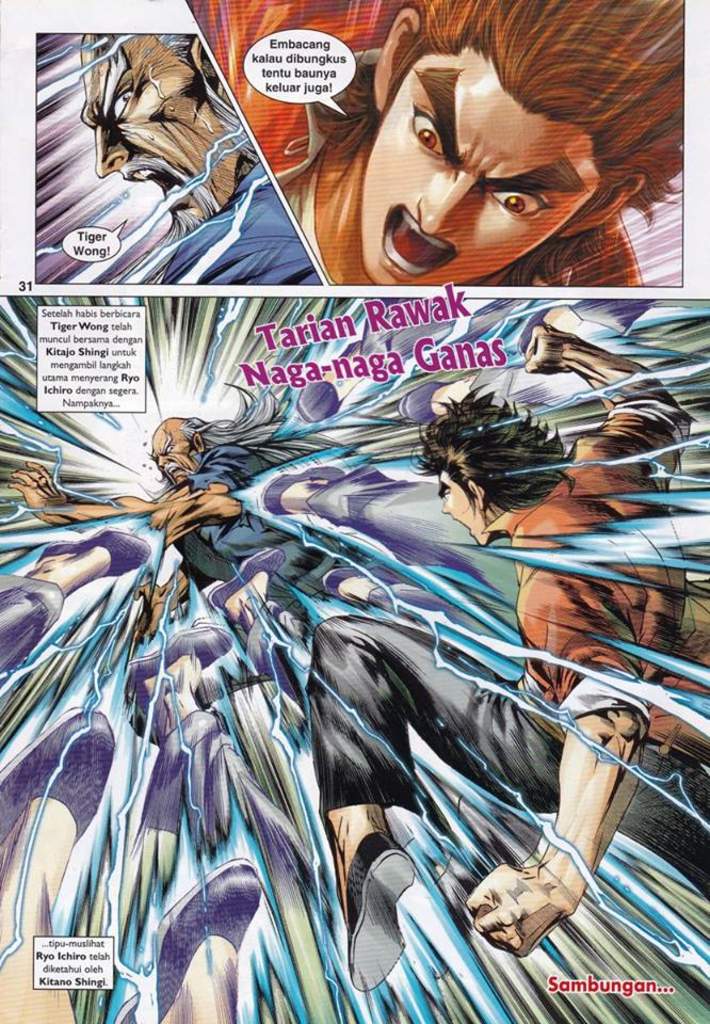 Embacang
kalau dibungkus
tentu baunya
keluar juga!
Tiger
Wong!
31
Setelah habis berbicara
Tiger Wong telah
muncul bersama dengan
Kitajo Shingi untuk
mengambil langkah
utama menyerang Ryo
Ichiro dengan segera.
Nampaknya...
Tarian Rawak
Naga-naga Ganas
...tipu-muslihat
Ryo Ichiro telah
diketahui oleh
Kitano Shingi.
Sambungan...